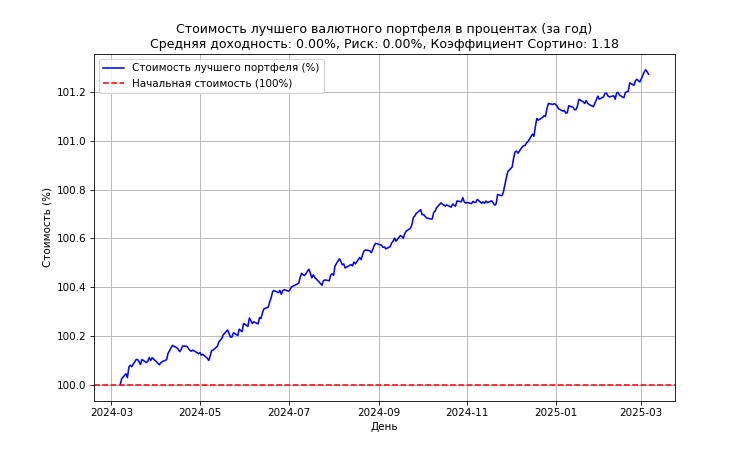 Стоимость лучшего валютного портфеля в процентах (за год)
Средняя доходность: 0.00%, Риск: 0.00%, Коэффициент Сортино: 1.18
Стоимость лучшего портфеля (%)
Начальная стоимость (100%)
Стоимость (%)
101.2
101.0
100.8
100.6
100.4
100.2
100.0
2024-03 2024-05 2024-07 2024-09 2024-11 2025-01 2025-03
День